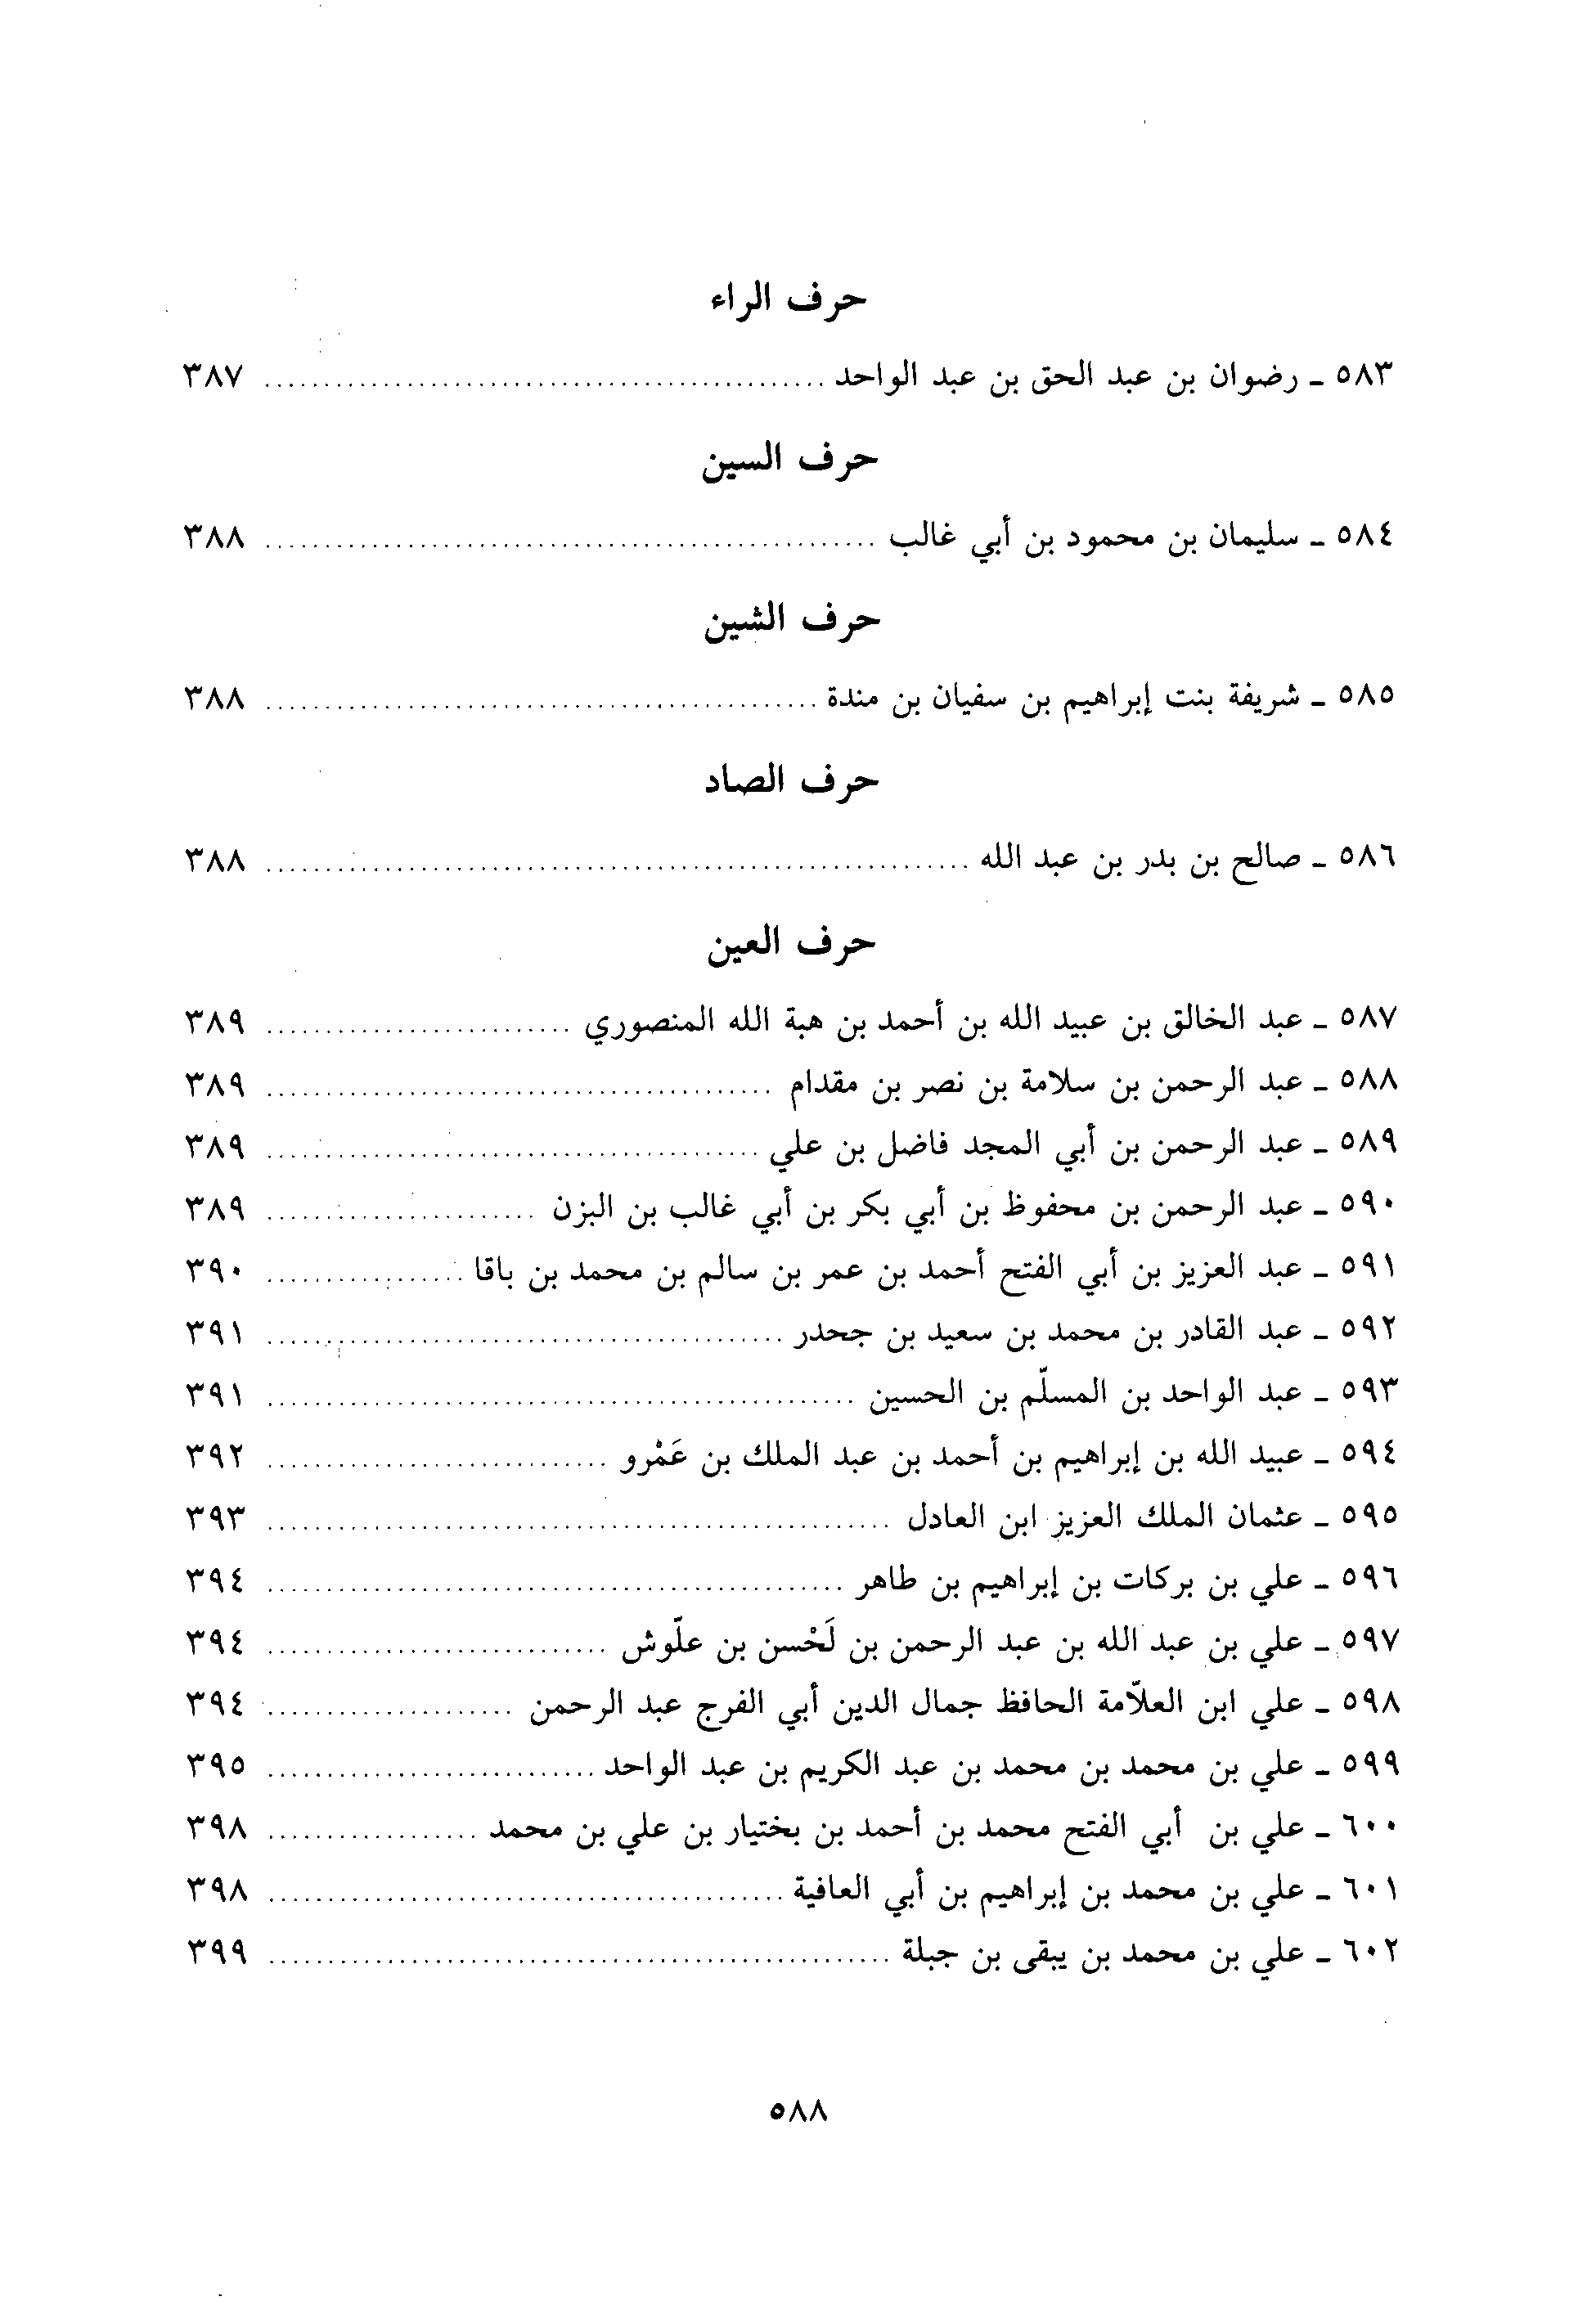 حرف الراء
٥٨٣ ـ رضوان بن عبد الحق بن عبد الواحد ................................................ ٣٨٧
حرف السين
٥٨٤ ـ سليمان بن محمود بن أبي غالب .................................................... ٣٨٨
حرف الشين
٥٨٥ ـ شريفة بنت إبراهيم بن سفيان بن مندة ............................................... ٣٨٨
حرف الصاد
٥٨٦ ـ صالح بن بدر بن عبد الله ............................................................ ٣٨٨
حرف العين
٥٨٧ ـ عبد الخالق بن عبيد الله بن أحمد بن هبة الله المنصوري .......................... ٣٨٩
٥٨٨ ـ عبد الرحمن بن سلامة بن نصر بن مقدام ........................................... ٣٨٩
٥٨٩ ـ عبد الرحمن بن أبي المجد فاضل بن علي .......................................... ٣٨٩
٥٩٠ ـ عبد الرحمن بن محفوظ بن أبي بكر بن أبي غالب بن البزن ....................... ٣٨٩
٥٩١ ـ عبد العزيز بن أبي الفتح أحمد بن عمر بن سالم بن محمد بن باقا ................. ٣٩٠
٥٩٢ ـ عبد القادر بن محمد بن سعيد بن جحدر ............................................ ٣٩١
٥٩٣ ـ عبد الواحد بن المسلّم بن الحسين .................................................. ٣٩١
٥٩٤ ـ عبيد الله بن إبراهيم بن أحمد بن عبد الملك بن عَمْرو ............................. ٣٩٢
٥٩٥ ـ عثمان الملك العزيز ابن العادل ..................................................... ٣٩٣
٥٩٦ ـ علي بن بركات بن إبراهيم بن طاهر ................................................. ٣٩٤
٥٩٧ ـ علي بن عبد الله بن عبد الرحمن بن لَحْسن بن علّوش ............................. ٣٩٤
٥٩٨ ـ علي ابن العلاّمة الحافظ جمال الدين أبي الفرج عبد الرحمن ..................... ٣٩٤
٥٩٩ ـ علي بن محمد بن محمد بن عبد الكريم بن عبد الواحد ............................ ٣٩٥
٦٠٠ ـ علي بن أبي الفتح محمد بن أحمد بن بختيار بن علي بن محمد .................. ٣٩٨
٦٠١ ـ علي بن محمد بن إبراهيم بن أبي العافية ............................................ ٣٩٨
٦٠٢ ـ علي بن محمد بن يبقى بن جبلة ..................................................... ٣٩٩
٥٨٨